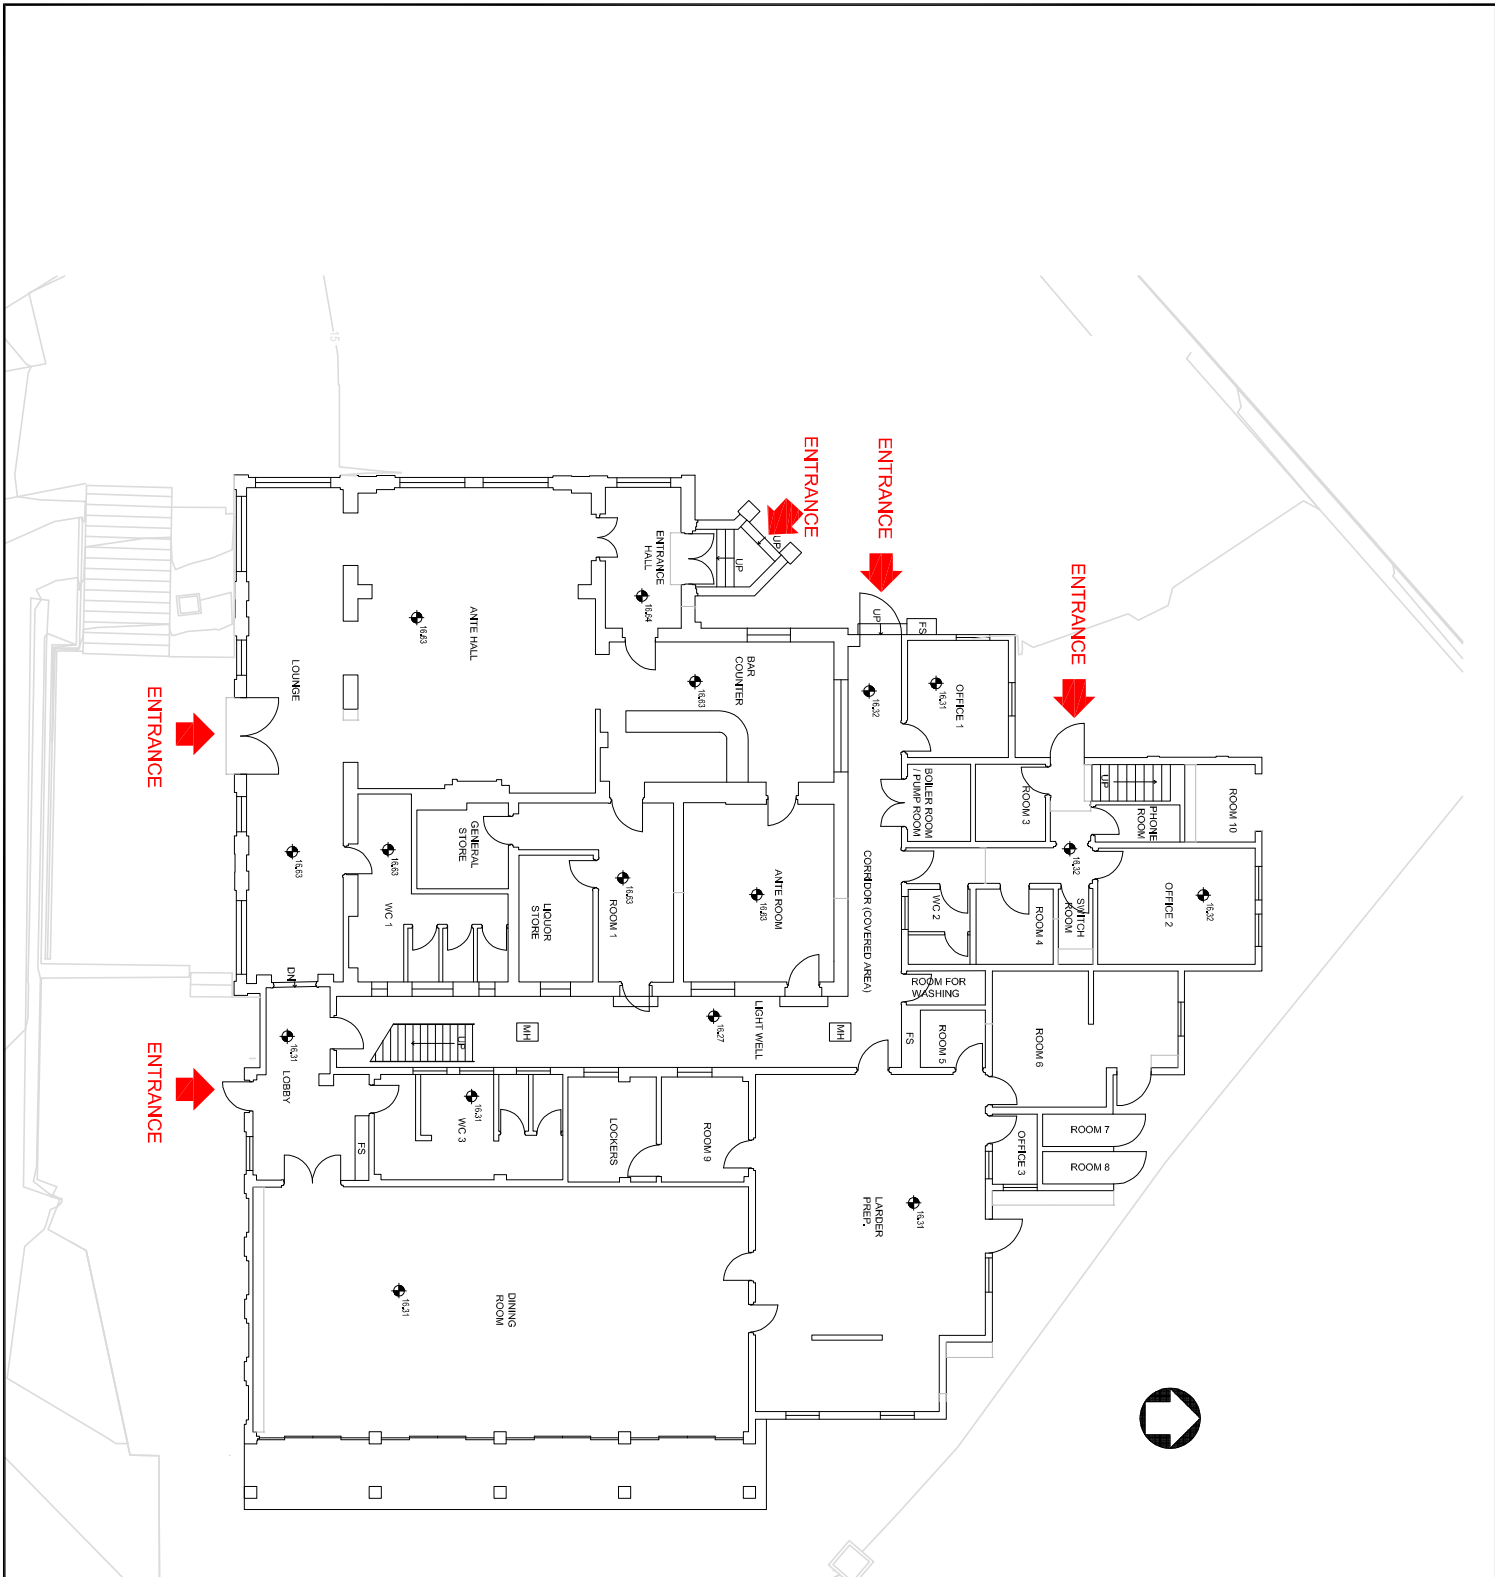 15
ENTRANCE
ENTRANCE
ENTRANCE
UP
UP
ENTRANCE
HALL
16.64
UP
FS
ANTE HALL
16.63
LOUNGE
BAR
COUNTER
16.63
16.32
OFFICE 1
16.31
ENTRANCE
BOILER ROOM
/ PUMP ROOM
ROOM 3
UP
PHONE
ROOM
ROOM 10
16.63
16.63
GENERAL
STORE
WC 1
LIQUOR
STORE
16.63
ROOM 1
ANTE ROOM
16.63
CORRIDOR (COVERED AREA)
16.32
WC 2
ROOM 4
SWITCH
ROOM
OFFICE 2
16.32
DN
ROOM FOR
WASHING
16.31
LOBBY
UP
MH
16.27
LIGHT WELL
MH
FS
ROOM 5
ROOM 6
ENTRANCE
FS
16.31
WC 3
LOCKERS
ROOM 9
OFFICE 3
ROOM 7
ROOM 8
LARDER
PREP.
16.31
16.31
DINING
ROOM